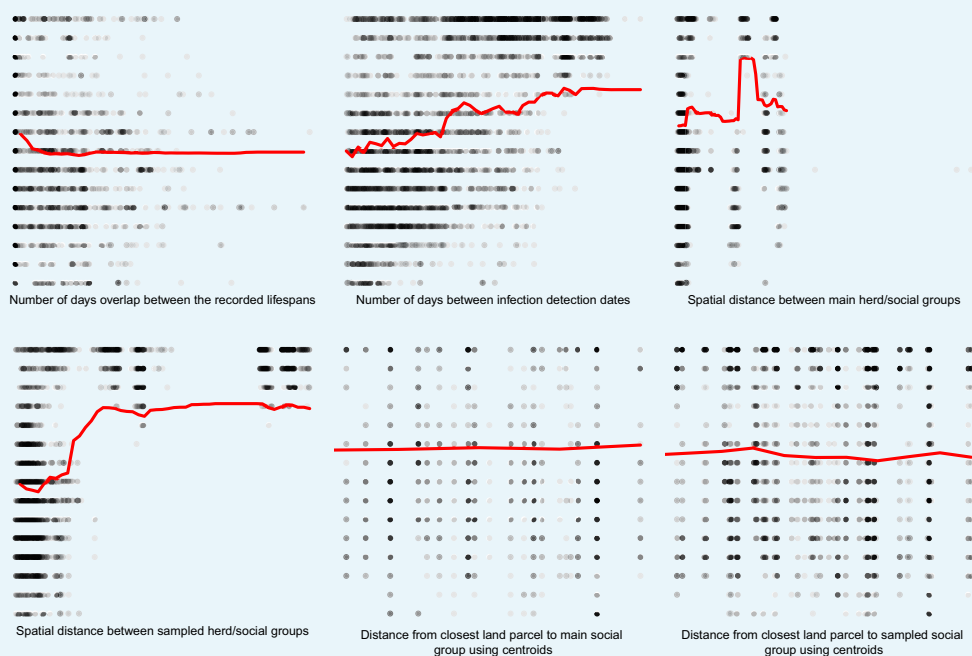 Number of days overlap between the recorded lifespans
Number of days between infection detection dates
Spatial distance between main herd/social groups
Spatial distance between sampled herd/social groups
Distance from closest land parcel to main social
group using centroids
Distance from closest land parcel to sampled social
group using centroids